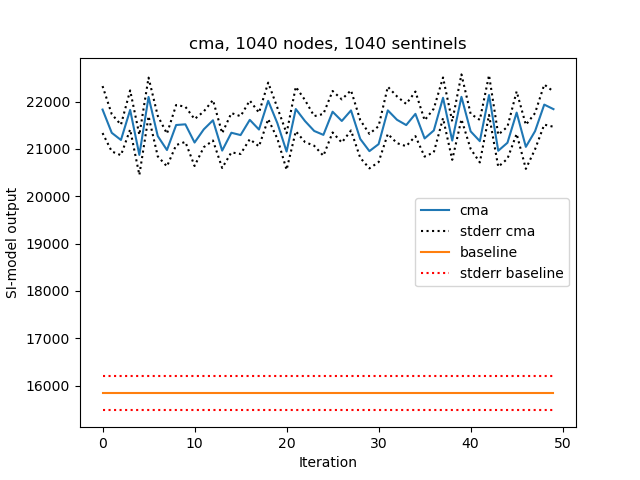 cma, 1040 nodes, 1040 sentinels
22000
21000
20000
19000
18000
17000
16000
SI-model output
cma
stderr cma
baseline
stderr baseline
0 10 20 30 40 50
Iteration